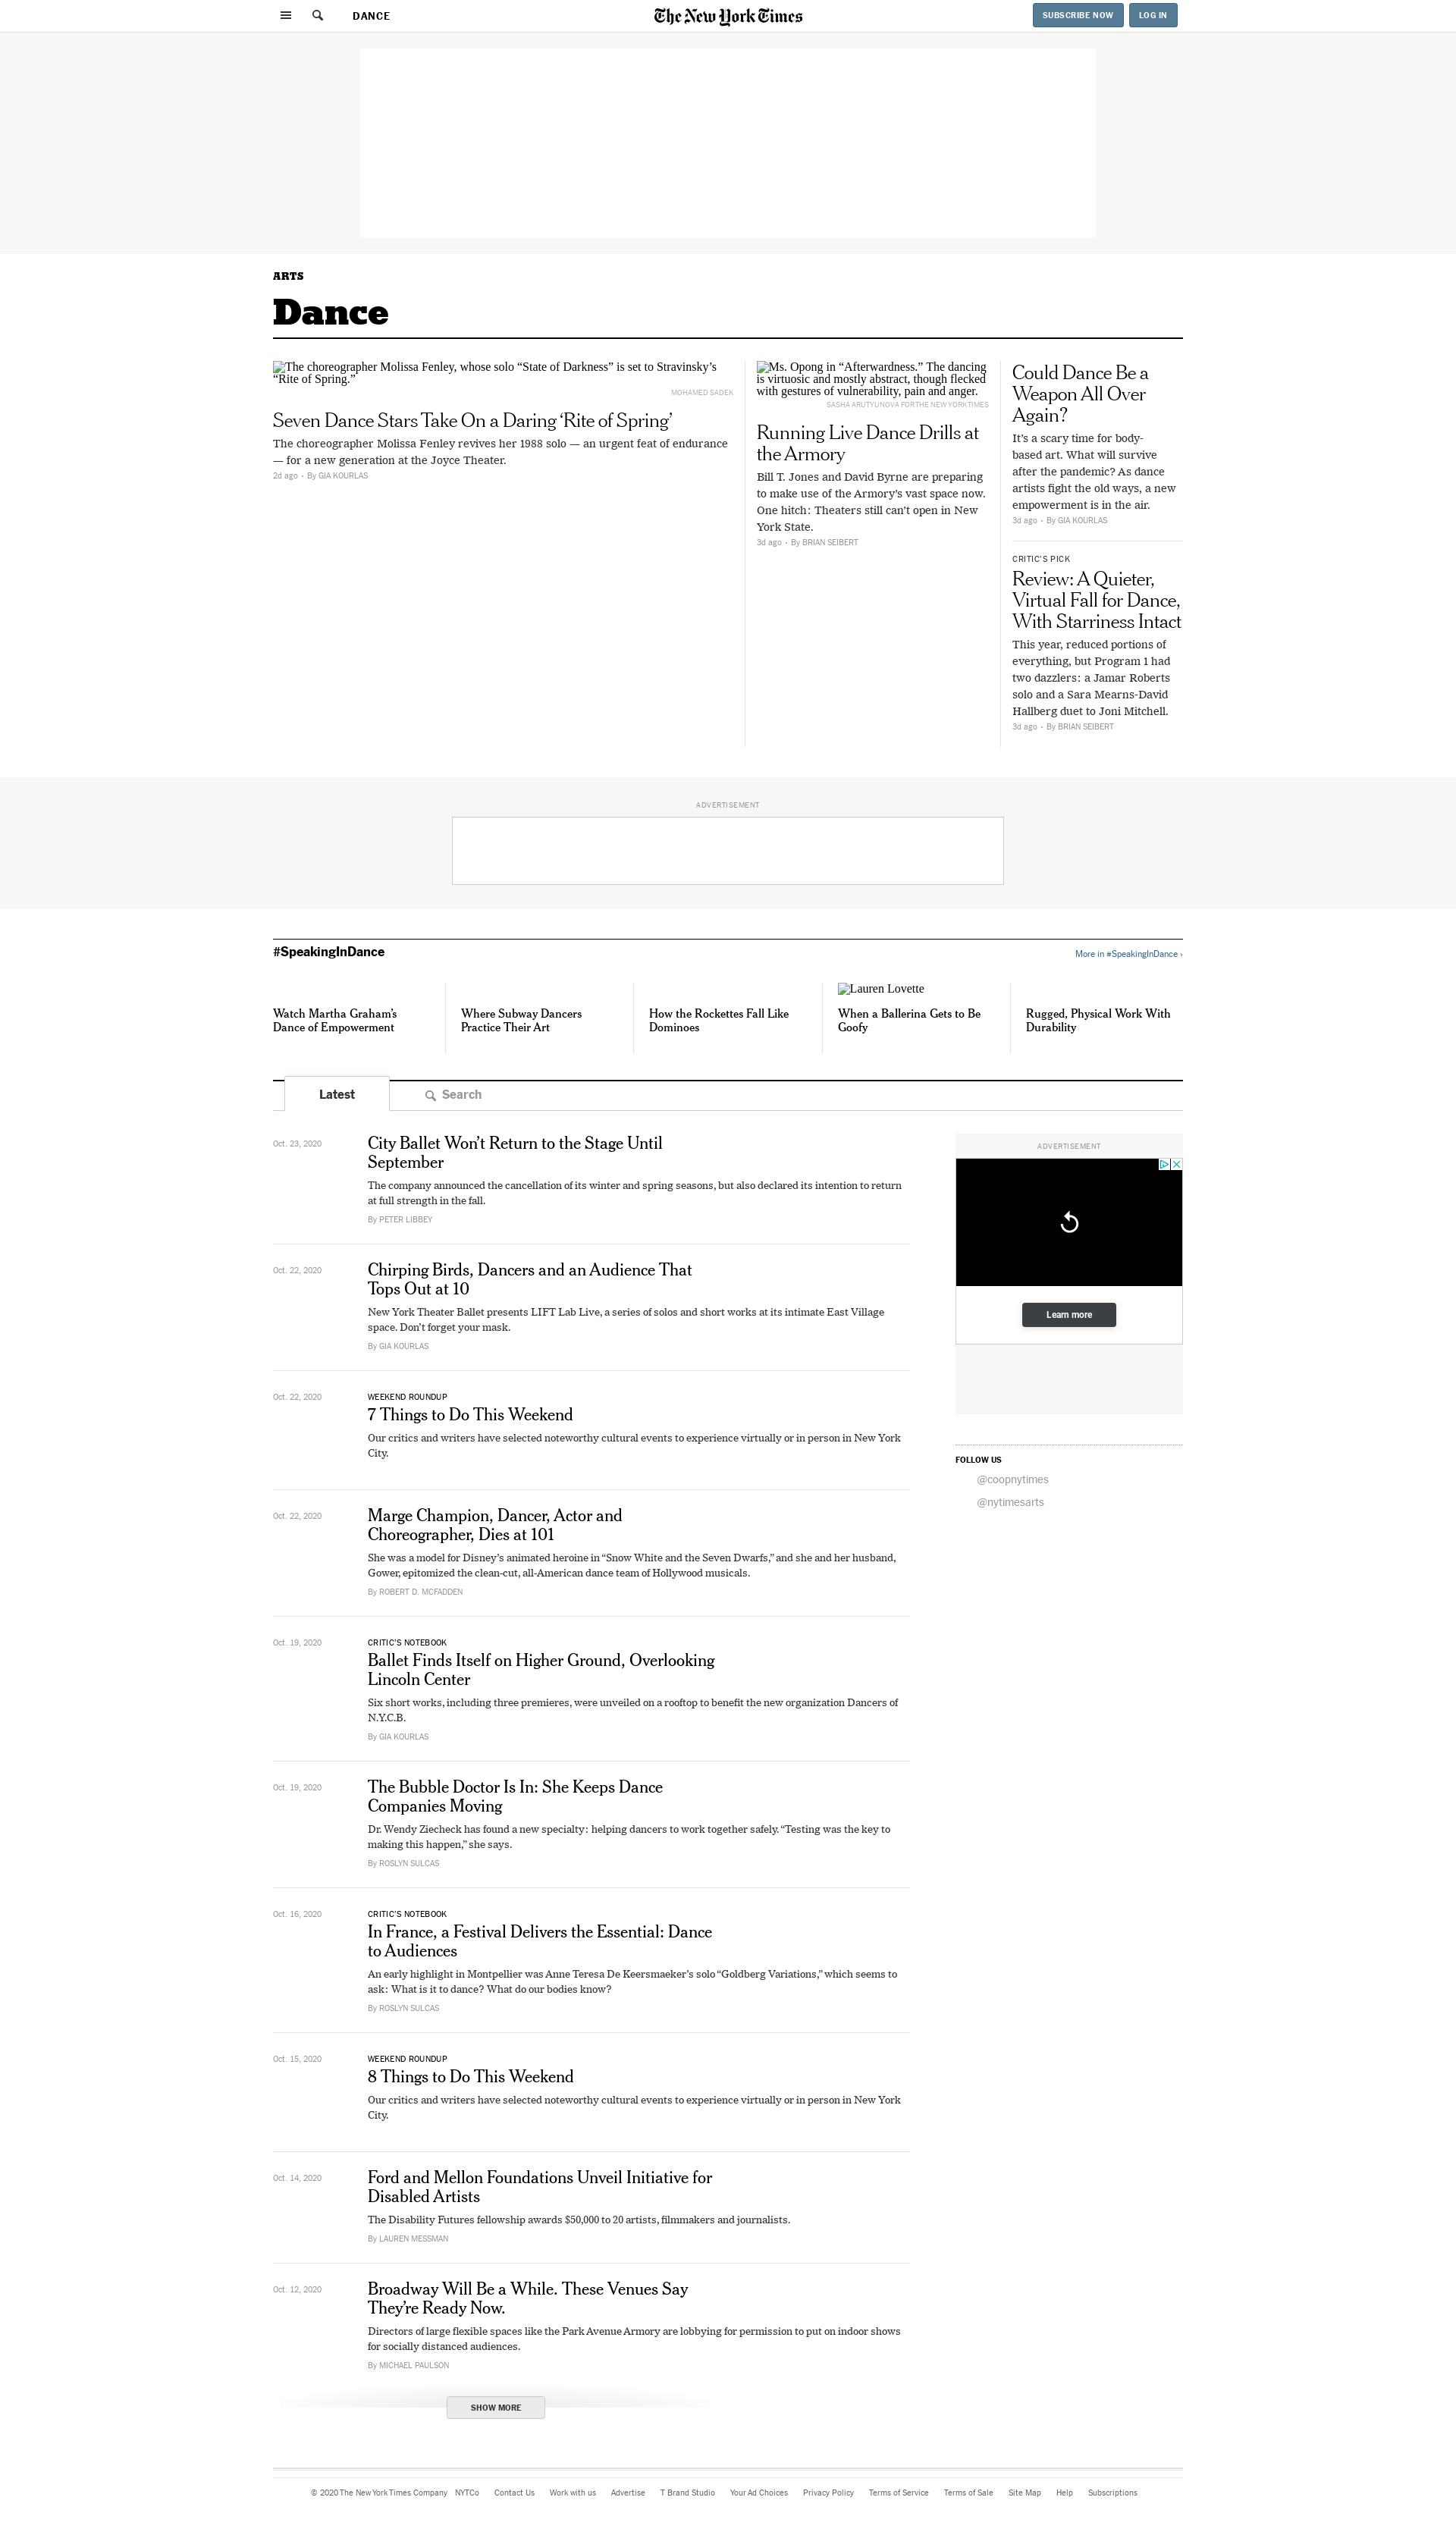 DANCE
The New York Times
SUBSCRIBE NOW
LOG IN
ARTS
Dance
The choreographer Molissa Fenley, whose solo “State of Darkness” is set to Stravinsky’s
“Rite of Spring.”
MOHAMED SADEK
Seven Dance Stars Take On a Daring ‘Rite of Spring’
The choreographer Molissa Fenley revives her 1988 solo — an urgent feat of endurance
— for a new generation at the Joyce Theater.
2d ago • By GIA KOURLAS
Ms. Opong in “Afterwardness.” The dancing
is virtuosic and mostly abstract, though flecked
with gestures of vulnerability, pain and anger.
SASHA ARUTYUNOVA FOR THE NEW YORK TIMES
Running Live Dance Drills at
the Armory
Bill T. Jones and David Byrne are preparing
to make use of the Armory’s vast space now.
One hitch: Theaters still can’t open in New
York State.
3d ago • By BRIAN SEIBERT
Could Dance Be a
Weapon All Over
Again?
It’s a scary time for body-
based art. What will survive
after the pandemic? As dance
artists fight the old ways, a new
empowerment is in the air.
3d ago • By GIA KOURLAS
CRITIC’S PICK
Review: A Quieter,
Virtual Fall for Dance,
With Starriness Intact
This year, reduced portions of
everything, but Program 1 had
two dazzlers: a Jamar Roberts
solo and a Sara Mearns-David
Hallberg duet to Joni Mitchell.
3d ago • By BRIAN SEIBERT
ADVERTISEMENT
#SpeakingInDance
More in #SpeakingInDance ›
Watch Martha Graham’s
Dance of Empowerment
Where Subway Dancers
Practice Their Art
How the Rockettes Fall Like
Dominoes
Lauren Lovette
When a Ballerina Gets to Be
Goofy
Rugged, Physical Work With
Durability
Latest
Search
Oct. 23, 2020
City Ballet Won’t Return to the Stage Until
September
The company announced the cancellation of its winter and spring seasons, but also declared its intention to return
at full strength in the fall.
By PETER LIBBEY
Oct. 22, 2020
Chirping Birds, Dancers and an Audience That
Tops Out at 10
New York Theater Ballet presents LIFT Lab Live, a series of solos and short works at its intimate East Village
space. Don’t forget your mask.
By GIA KOURLAS
Oct. 22, 2020
WEEKEND ROUNDUP
7 Things to Do This Weekend
Our critics and writers have selected noteworthy cultural events to experience virtually or in person in New York
City.
Oct. 22, 2020
Marge Champion, Dancer, Actor and
Choreographer, Dies at 101
She was a model for Disney’s animated heroine in “Snow White and the Seven Dwarfs,” and she and her husband,
Gower, epitomized the clean-cut, all-American dance team of Hollywood musicals.
By ROBERT D. MCFADDEN
Oct. 19, 2020
CRITIC’S NOTEBOOK
Ballet Finds Itself on Higher Ground, Overlooking
Lincoln Center
Six short works, including three premieres, were unveiled on a rooftop to benefit the new organization Dancers of
N.Y.C.B.
By GIA KOURLAS
Oct. 19, 2020
The Bubble Doctor Is In: She Keeps Dance
Companies Moving
Dr. Wendy Ziecheck has found a new specialty: helping dancers to work together safely. “Testing was the key to
making this happen,” she says.
By ROSLYN SULCAS
Oct. 16, 2020
CRITIC’S NOTEBOOK
In France, a Festival Delivers the Essential: Dance
to Audiences
An early highlight in Montpellier was Anne Teresa De Keersmaeker’s solo “Goldberg Variations,” which seems to
ask: What is it to dance? What do our bodies know?
By ROSLYN SULCAS
Oct. 15, 2020
WEEKEND ROUNDUP
8 Things to Do This Weekend
Our critics and writers have selected noteworthy cultural events to experience virtually or in person in New York
City.
Oct. 14, 2020
Ford and Mellon Foundations Unveil Initiative for
Disabled Artists
The Disability Futures fellowship awards $50,000 to 20 artists, filmmakers and journalists.
By LAUREN MESSMAN
Oct. 12, 2020
Broadway Will Be a While. These Venues Say
They’re Ready Now.
Directors of large flexible spaces like the Park Avenue Armory are lobbying for permission to put on indoor shows
for socially distanced audiences.
By MICHAEL PAULSON
SHOW MORE
ADVERTISEMENT
Learn more
FOLLOW US
@coopnytimes
@nytimesarts
© 2020 The New York Times Company NYTCo Contact Us Work with us Advertise T Brand Studio Your Ad Choices Privacy Policy Terms of Service Terms of Sale Site Map Help Subscriptions